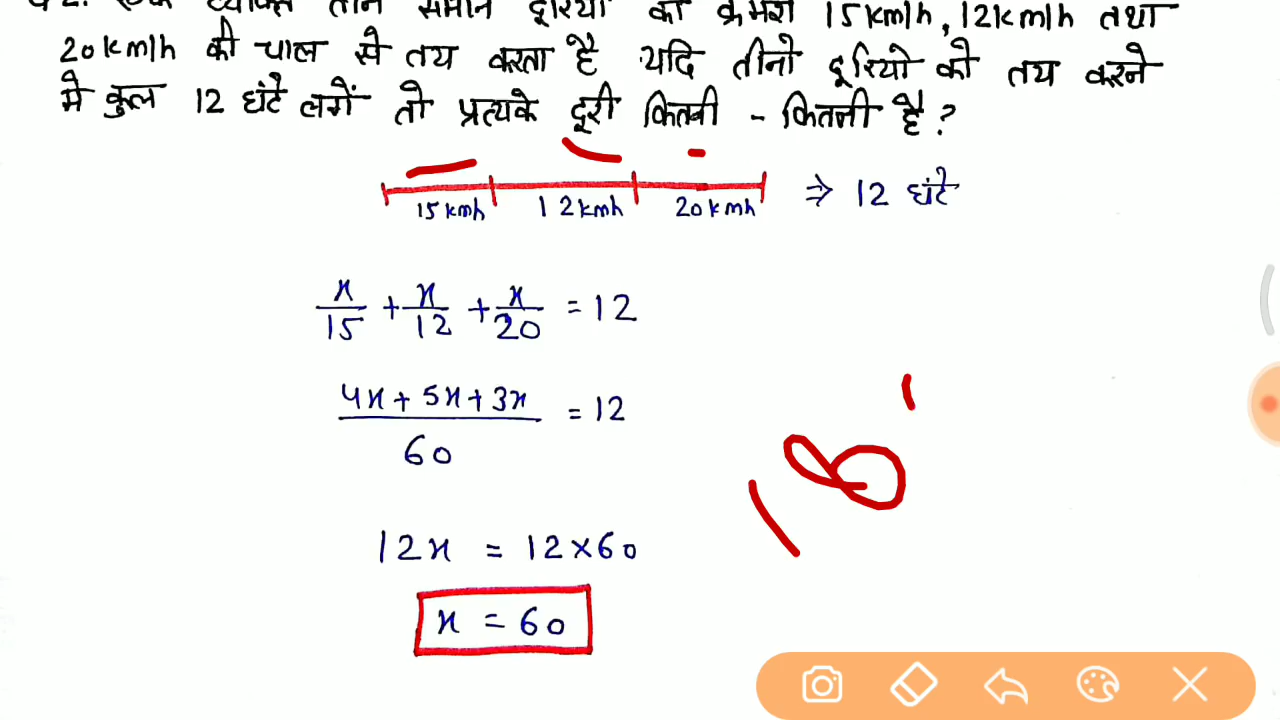 समान दूरियों को क्रमशः 15km/h, 12km/h तथा
20km/h की चाल से तय करता है यदि तीनो दूरियो को तय करने
मे कुल 12 घंटे लगें तो प्रत्यके दूरी कितनी - कितनी है ?
15kmh 12kmh 20kmh ⇒ 12 घंटे
x/15 + x/12 + x/20 = 12
4x + 5x + 3x / 60 = 12
12x = 12×60
x = 60